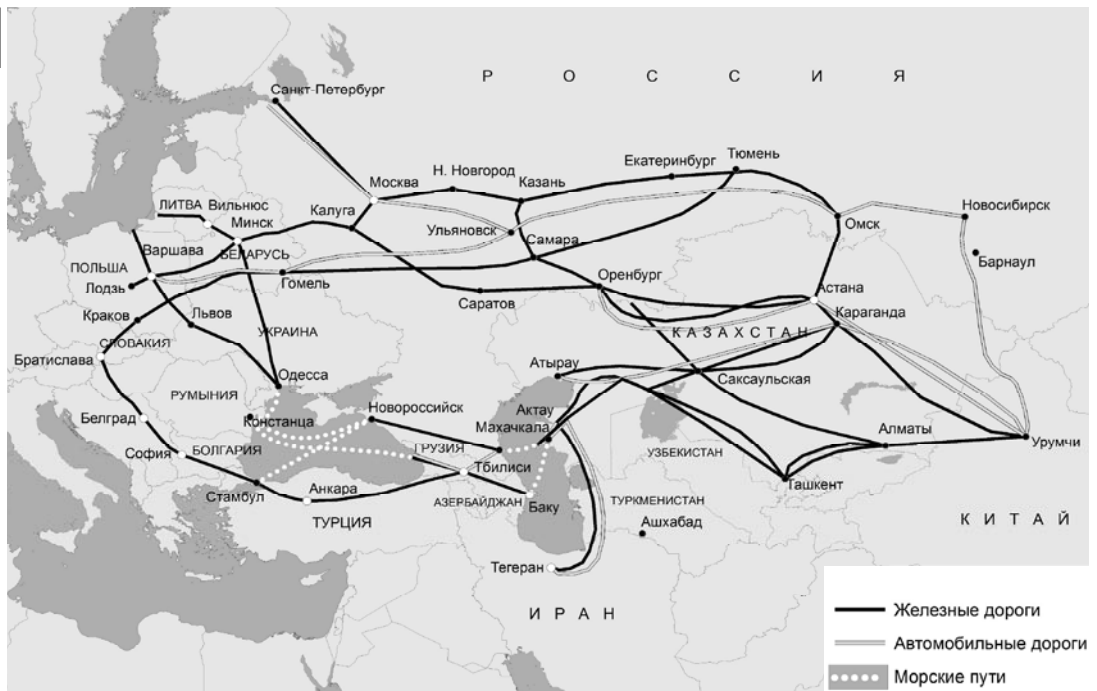 Р О С С И Я
Санкт-Петербург
Тюмень
Екатеринбург
Н. Новгород
Казань
Москва
ЛИТВА
Вильнюс
Минск
Калуга
Новосибирск
Омск
Ульяновск
Самара
Варшава
БЕЛАРУСЬ
Барнаул
ПОЛЬША
Лодзь
Гомель
Оренбург
Саратов
Астана
Краков
Львов
Караганда
УКРАИНА
КАЗАХСТАН
СЛОВАКИЯ
Братислава
Атырау
Одесса
Саксаульская
РУМЫНИЯ
Новороссийск
Актау
Белград
Констанца
Махачкала
Алматы
Урумчи
София
БОЛГАРИЯ
ГРУЗИЯ
УЗБЕКИСТАН
Тбилиси
Ташкент
Стамбул
Анкара
АЗЕРБАЙДЖАН
Баку
ТУРКМЕНИСТАН
ТУРЦИЯ
Ашхабад
К И Т А Й
Тегеран
И Р А Н
Железные дороги
Автомобильные дороги
Морские пути